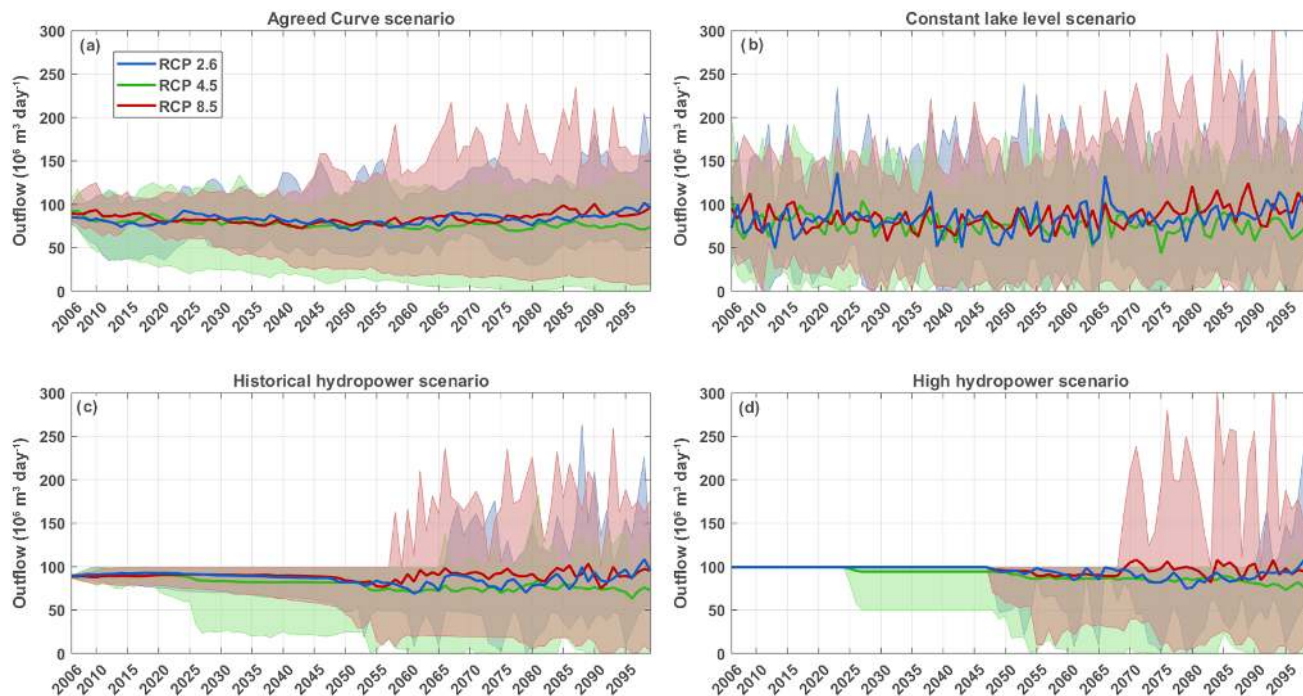 Agreed Curve scenario
(a)
RCP 2.6
RCP 4.5
RCP 8.5
Outflow (10⁶ m³ day⁻¹)
300
250
200
150
100
50
0
2006 2010 2015 2020 2025 2030 2035 2040 2045 2050 2055 2060 2065 2070 2075 2080 2085 2090 2095
Constant lake level scenario
(b)
Outflow (10⁶ m³ day⁻¹)
300
250
200
150
100
50
0
2006 2010 2015 2020 2025 2030 2035 2040 2045 2050 2055 2060 2065 2070 2075 2080 2085 2090 2095
Historical hydropower scenario
(c)
Outflow (10⁶ m³ day⁻¹)
300
250
200
150
100
50
0
2006 2010 2015 2020 2025 2030 2035 2040 2045 2050 2055 2060 2065 2070 2075 2080 2085 2090 2095
High hydropower scenario
(d)
Outflow (10⁶ m³ day⁻¹)
300
250
200
150
100
50
0
2006 2010 2015 2020 2025 2030 2035 2040 2045 2050 2055 2060 2065 2070 2075 2080 2085 2090 2095